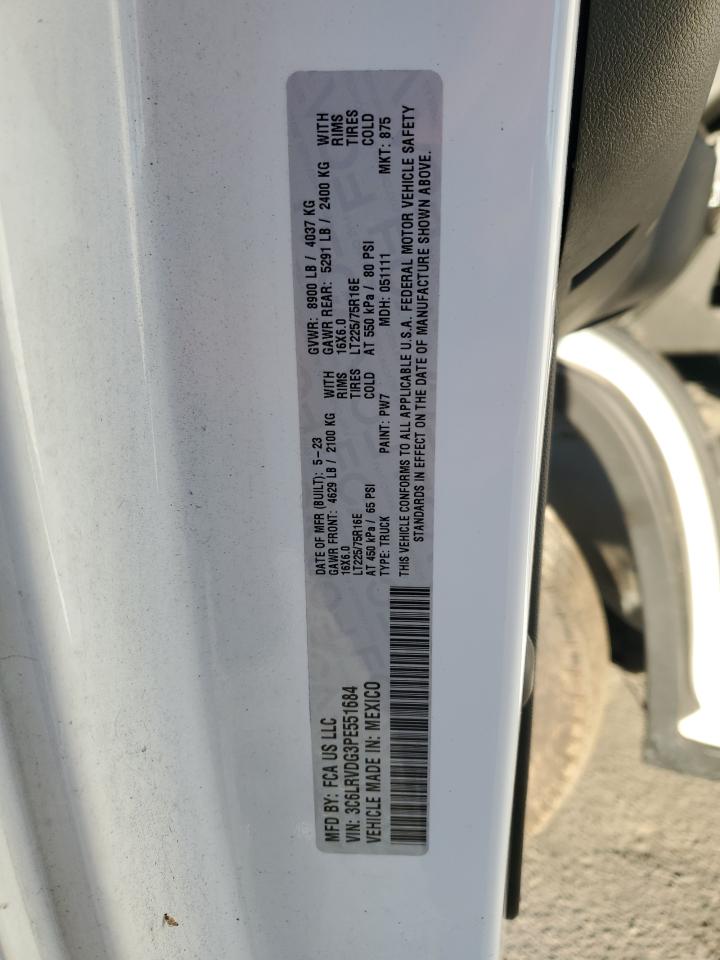 MFD BY: FCA US LLC
VIN: 3C6LRVDG3PE551684
VEHICLE MADE IN: MEXICO
DATE OF MFR (BUILT): 5-23 GVWR: 8900 LB / 4037 KG
GAWR FRONT: 4629 LB / 2100 KG WITH GAWR REAR: 5291 LB / 2400 KG WITH
16X6.0 RIMS 16X6.0 RIMS
LT225/75R16E TIRES LT225/75R16E TIRES
AT 450 kPa / 65 PSI COLD AT 550 kPa / 80 PSI COLD
TYPE: TRUCK PAINT: PW7 MDH: 051111 MKT: 875
THIS VEHICLE CONFORMS TO ALL APPLICABLE U.S.A. FEDERAL MOTOR VEHICLE SAFETY
STANDARDS IN EFFECT ON THE DATE OF MANUFACTURE SHOWN ABOVE.